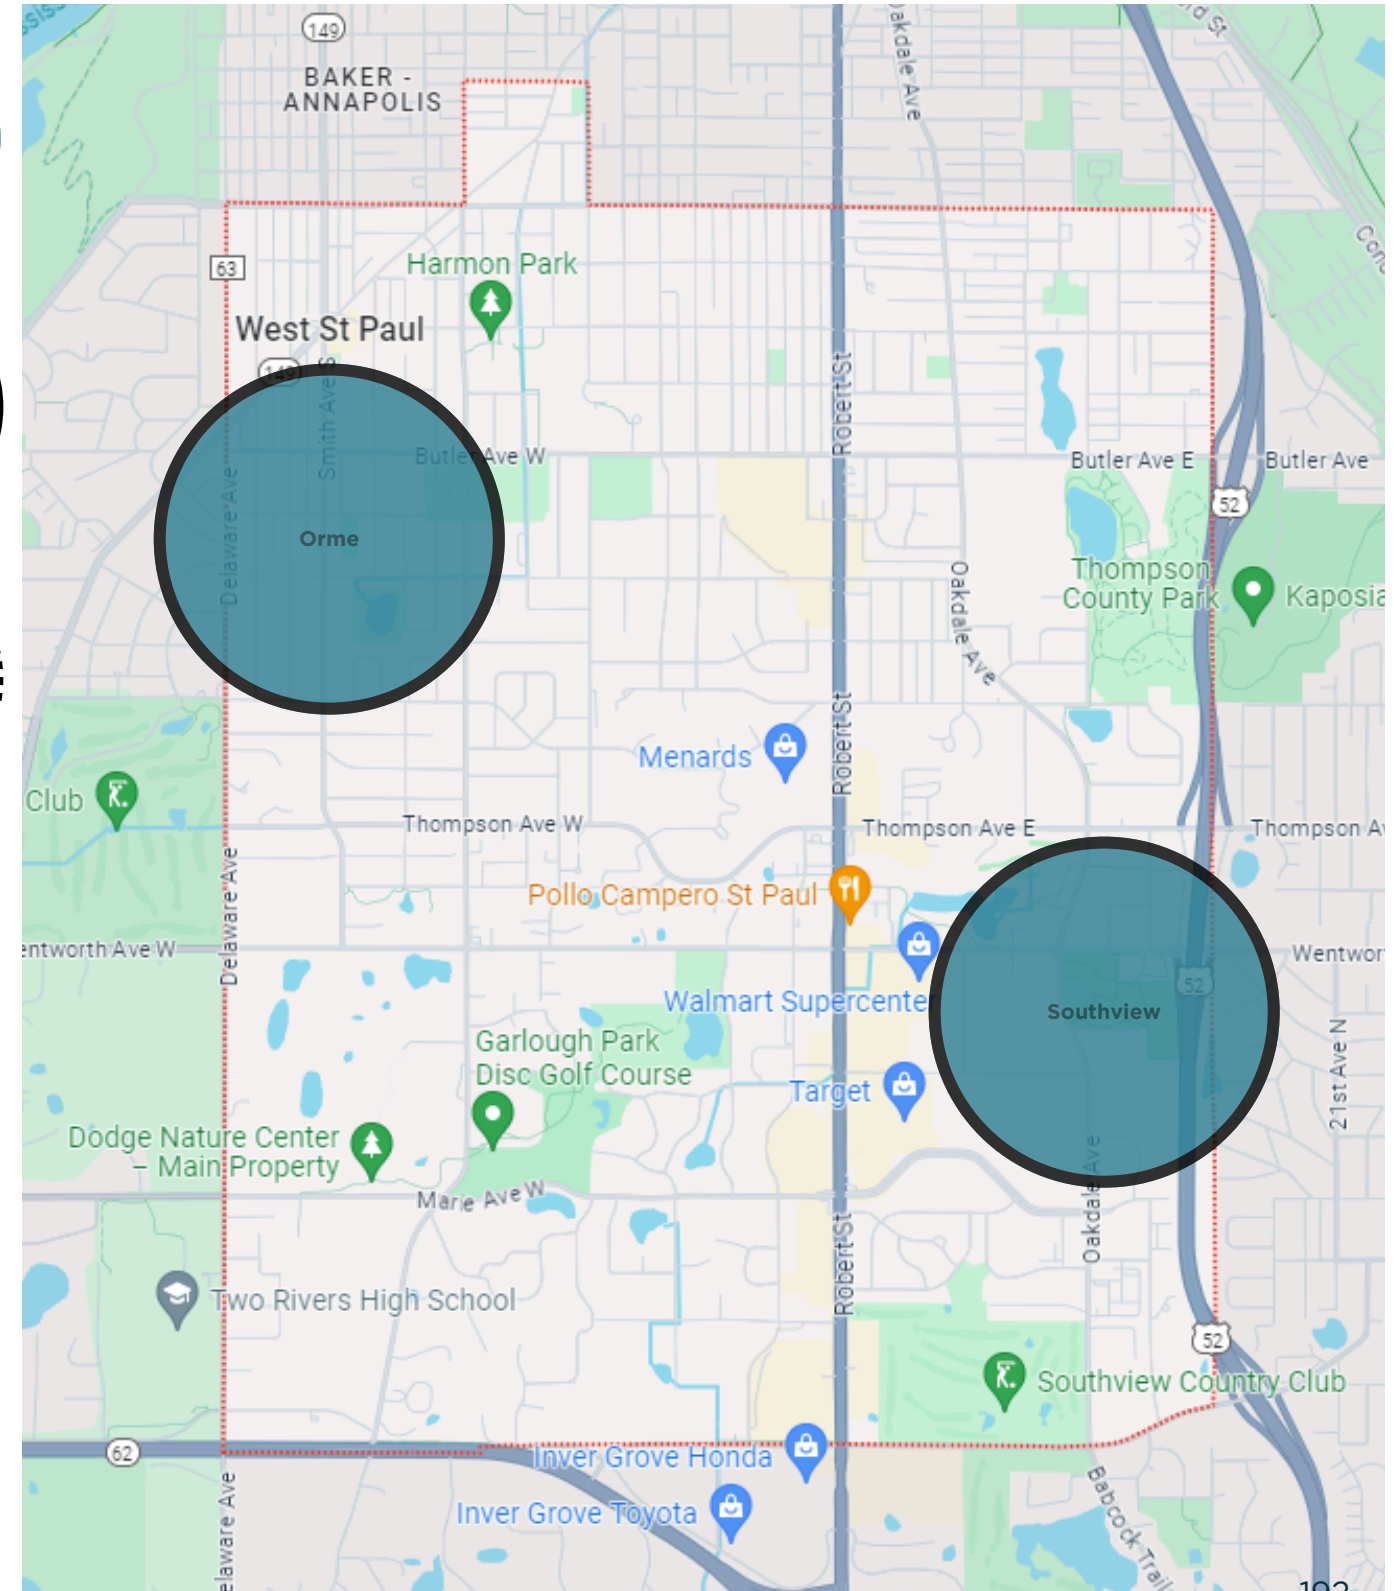 149
BAKER -
ANNAPOLIS
Oakdale Ave
63
Harmon Park
West St Paul
149
Smith Ave S
Robert St
Butler Ave W
Butler Ave E
Butler Ave
52
Delaware Ave
Orme
Oakdale Ave
Thompson
County Park
Kaposia
Menards
Robert St
Club
Thompson Ave W
Thompson Ave E
Thompson Av
Pollo Campero St Paul
Delaware Ave
entworth Ave W
Wentwor
52
Walmart Supercenter
Southview
Garlough Park
Disc Golf Course
21st Ave N
Target
Dodge Nature Center
– Main Property
Marie Ave W
Oakdale Ave
Robert St
Two Rivers High School
52
Southview Country Club
62
Inver Grove Honda
Inver Grove Toyota
elaware Ave
Babcock Trail